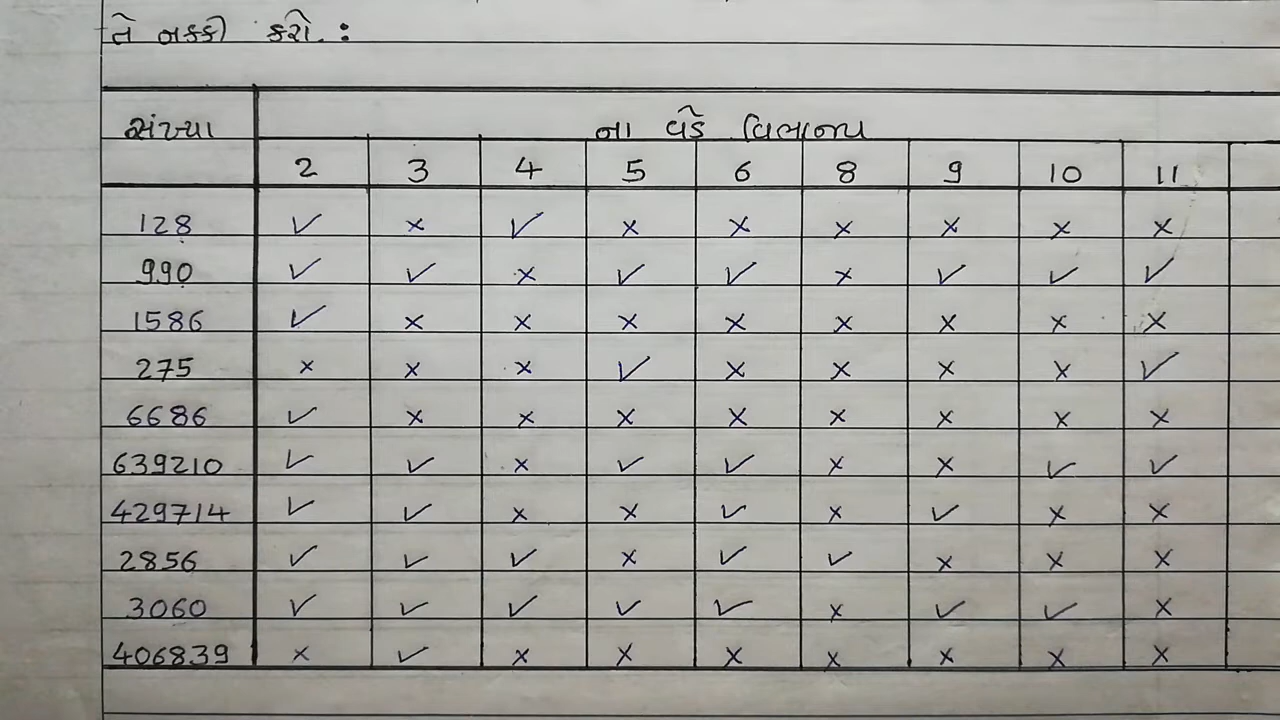 તે નક્કી કરો. :
સંખ્યા ના વડે વિભાજ્ય
2 3 4 5 6 8 9 10 11
128 ✓ × ✓ × × × × × ×
990 ✓ ✓ × ✓ ✓ × ✓ ✓ ✓
1586 ✓ × × × × × × × ×
275 × × × ✓ × × × × ✓
6686 ✓ × × × × × × × ×
639210 ✓ ✓ × ✓ ✓ × × ✓ ✓
429714 ✓ ✓ × × ✓ × ✓ × ×
2856 ✓ ✓ ✓ × ✓ ✓ × × ×
3060 ✓ ✓ ✓ ✓ ✓ × ✓ ✓ ×
406839 × ✓ × × × × × × ×